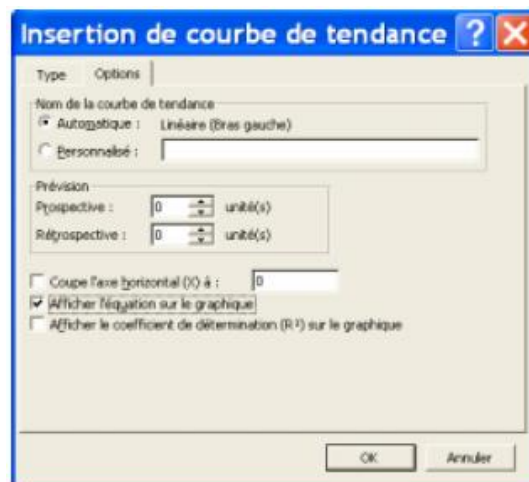 Insertion de courbe de tendance
Type Options
Nom de la courbe de tendance
Automatique : Linéaire (Bras gauche)
Personnalisé :
Prévision
Prospective : 0 unité(s)
Rétrospective : 0 unité(s)
Coupe l'axe horizontal (X) à : 0
Afficher l'équation sur le graphique
Afficher le coefficient de détermination (R²) sur le graphique
OK Annuler